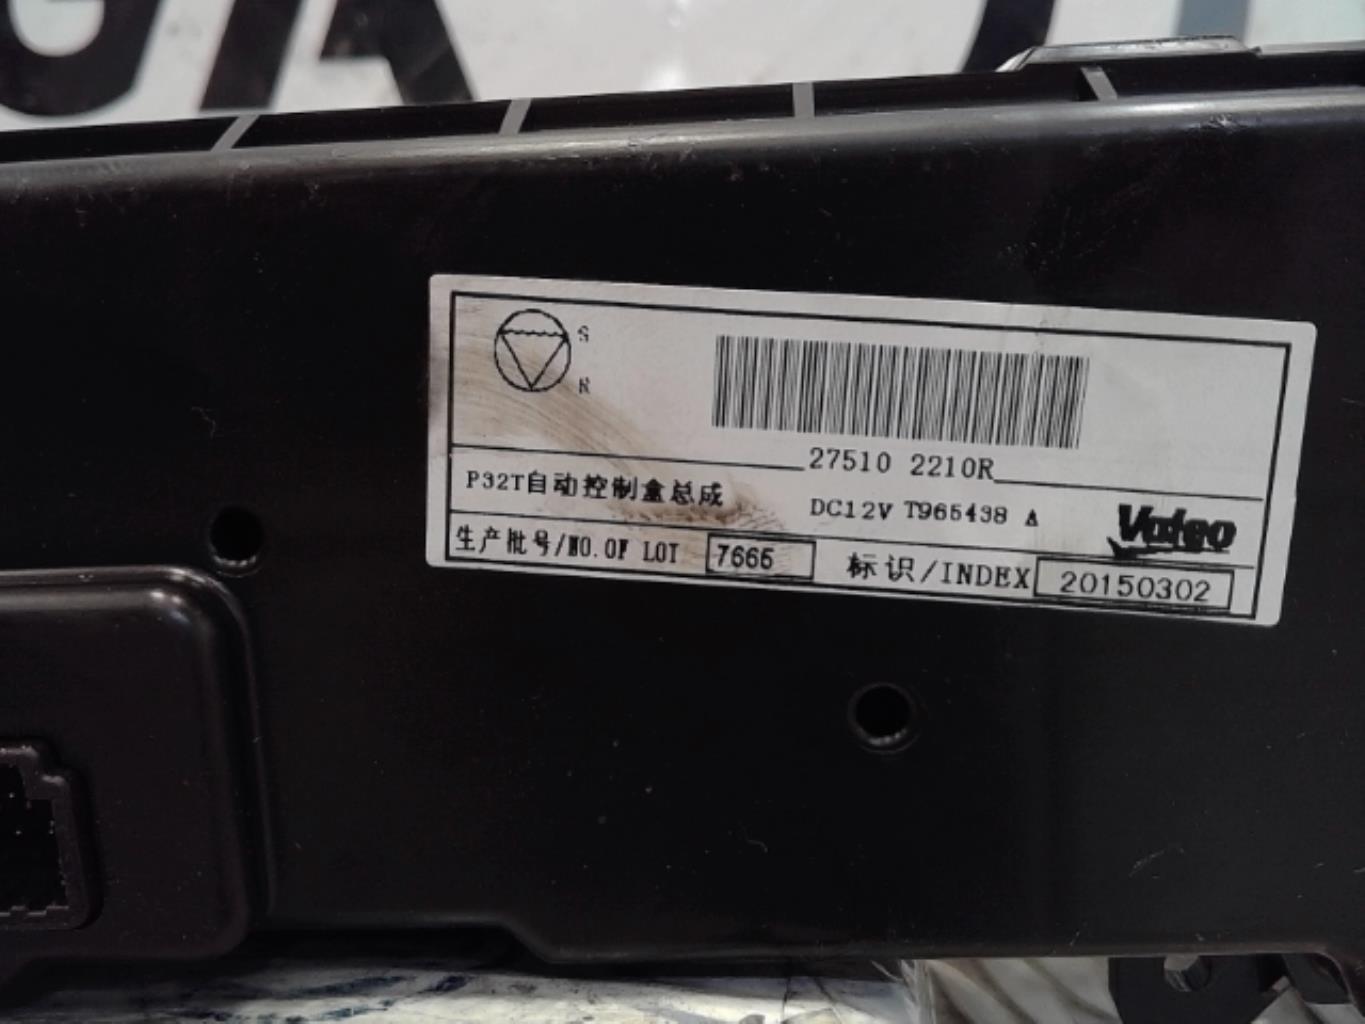 GA
S
N
27510 2210R
P32T自动控制盒总成 DC12V T965438 A Valeo
生产批号/NO.OF LOT 7665 标识/INDEX 20150302